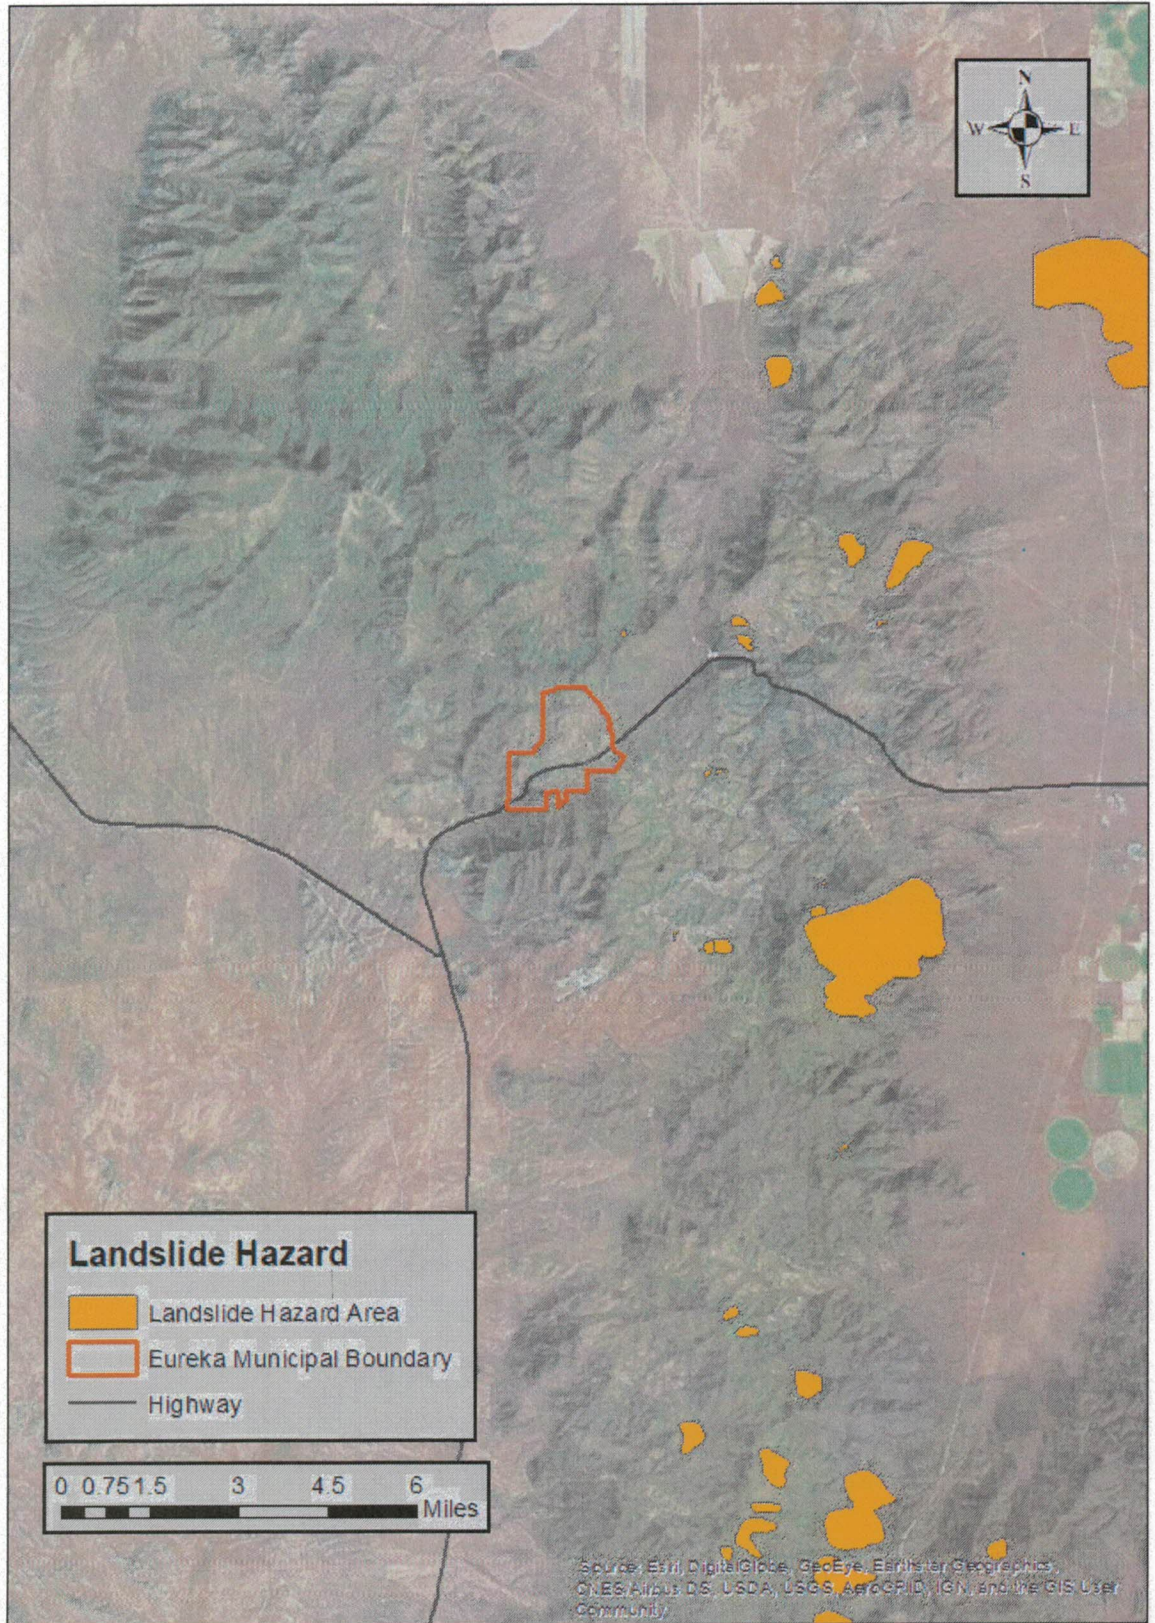 N
W E
S
Landslide Hazard
Landslide Hazard Area
Eureka Municipal Boundary
Highway
0 0.75 1.5 3 4.5 6
Miles
Source: Esri, DigitalGlobe, GeoEye, Earthstar Geographics,
CNES/Airbus DS, USDA, USGS, AeroGRID, IGN, and the GIS User
Community